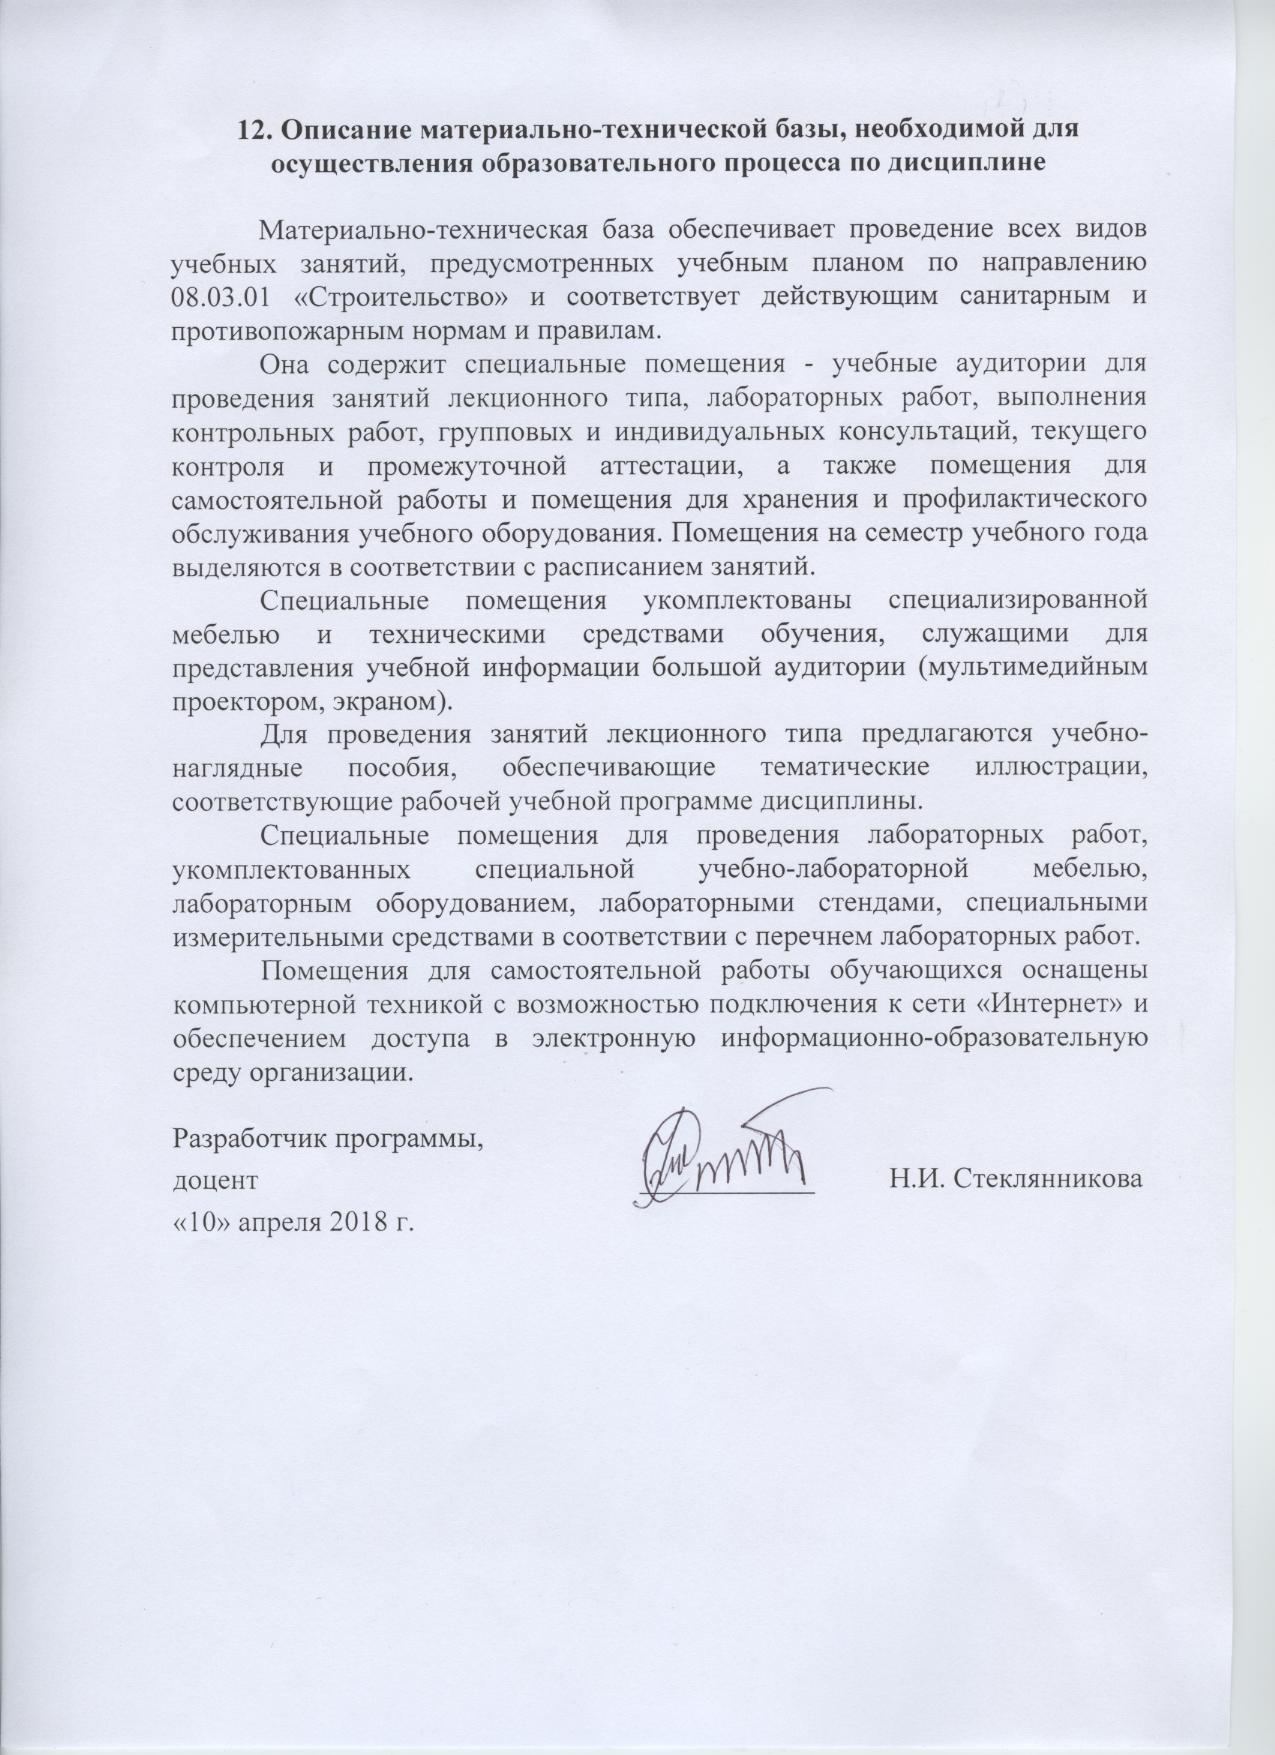 12. Описание материально-технической базы, необходимой для
осуществления образовательного процесса по дисциплине
Материально-техническая база обеспечивает проведение всех видов
учебных занятий, предусмотренных учебным планом по направлению
08.03.01 «Строительство» и соответствует действующим санитарным и
противопожарным нормам и правилам.
Она содержит специальные помещения - учебные аудитории для
проведения занятий лекционного типа, лабораторных работ, выполнения
контрольных работ, групповых и индивидуальных консультаций, текущего
контроля и промежуточной аттестации, а также помещения для
самостоятельной работы и помещения для хранения и профилактического
обслуживания учебного оборудования. Помещения на семестр учебного года
выделяются в соответствии с расписанием занятий.
Специальные помещения укомплектованы специализированной
мебелью и техническими средствами обучения, служащими для
представления учебной информации большой аудитории (мультимедийным
проектором, экраном).
Для проведения занятий лекционного типа предлагаются учебно-
наглядные пособия, обеспечивающие тематические иллюстрации,
соответствующие рабочей учебной программе дисциплины.
Специальные помещения для проведения лабораторных работ,
укомплектованных специальной учебно-лабораторной мебелью,
лабораторным оборудованием, лабораторными стендами, специальными
измерительными средствами в соответствии с перечнем лабораторных работ.
Помещения для самостоятельной работы обучающихся оснащены
компьютерной техникой с возможностью подключения к сети «Интернет» и
обеспечением доступа в электронную информационно-образовательную
среду организации.
Разработчик программы,
доцент Н.И. Стеклянникова
«10» апреля 2018 г.